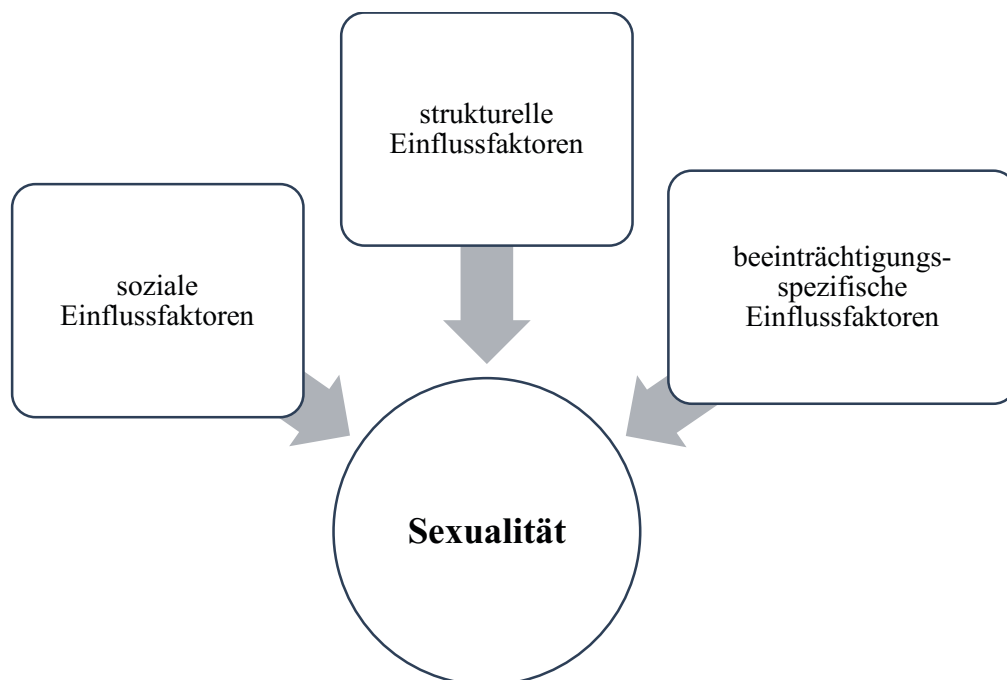 strukturelle
Einflussfaktoren
soziale
Einflussfaktoren
beeinträchtigungs-
spezifische
Einflussfaktoren
Sexualität